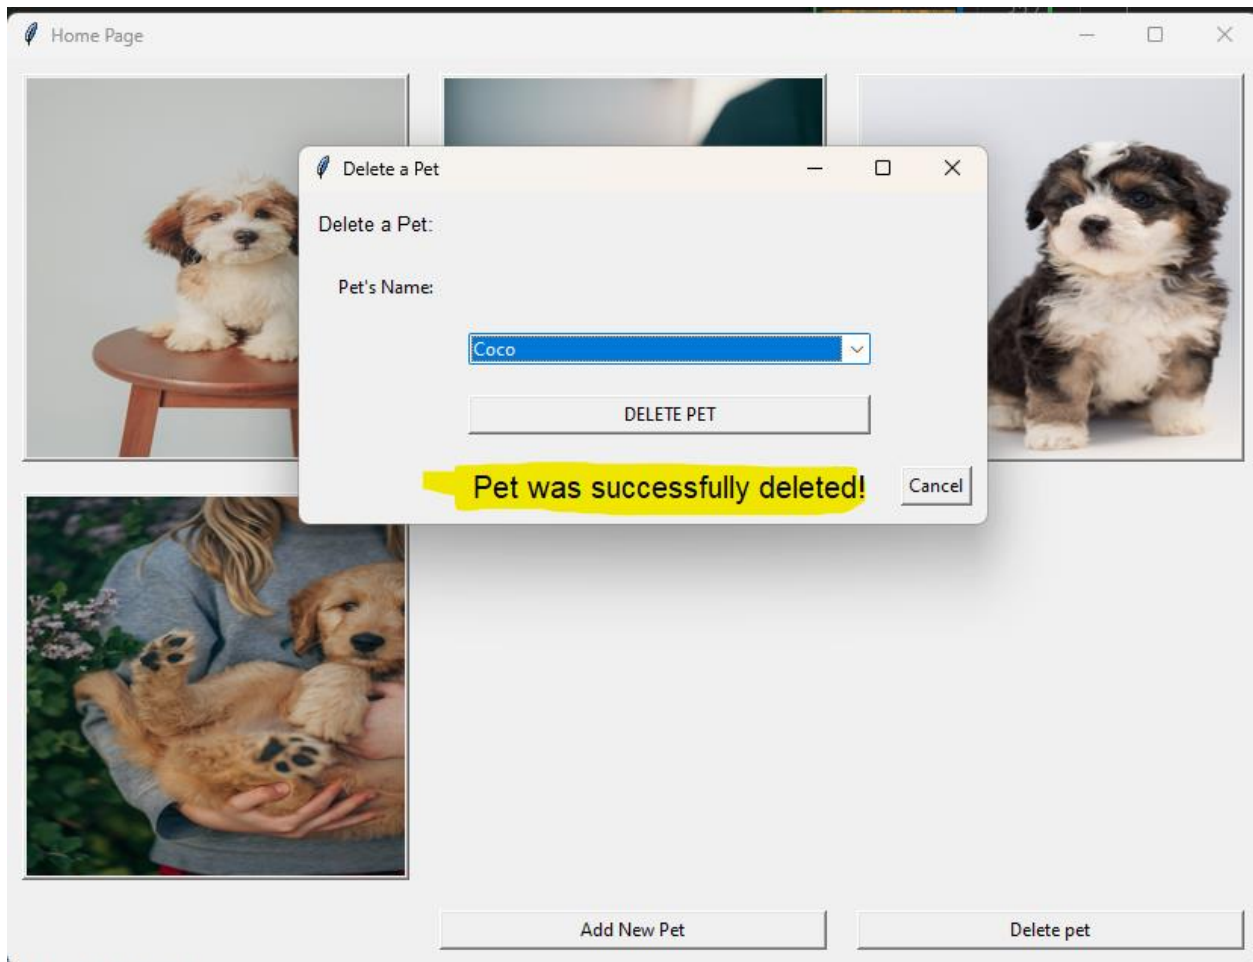 Home Page
Delete a Pet
Delete a Pet:
Pet's Name:
Coco
DELETE PET
Pet was successfully deleted!
Cancel
Add New Pet
Delete pet